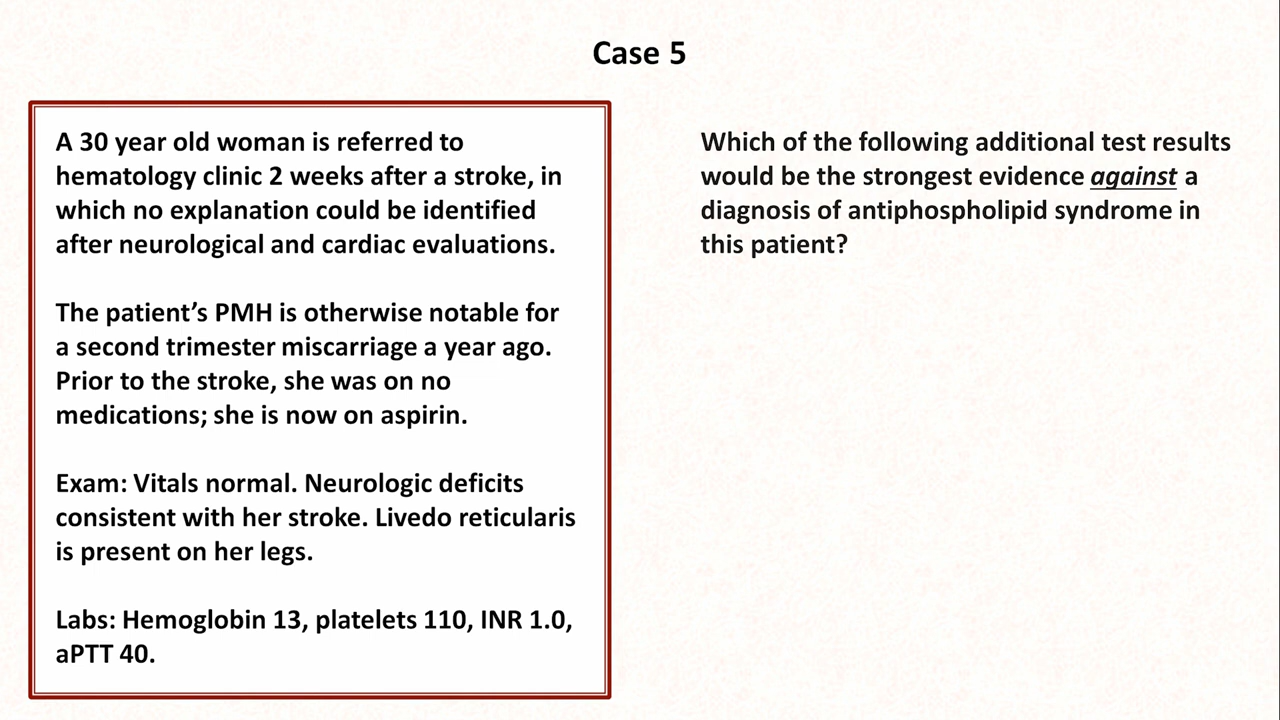 Case 5
A 30 year old woman is referred to
hematology clinic 2 weeks after a stroke, in
which no explanation could be identified
after neurological and cardiac evaluations.
The patient’s PMH is otherwise notable for
a second trimester miscarriage a year ago.
Prior to the stroke, she was on no
medications; she is now on aspirin.
Exam: Vitals normal. Neurologic deficits
consistent with her stroke. Livedo reticularis
is present on her legs.
Labs: Hemoglobin 13, platelets 110, INR 1.0,
aPTT 40.
Which of the following additional test results
would be the strongest evidence against a
diagnosis of antiphospholipid syndrome in
this patient?